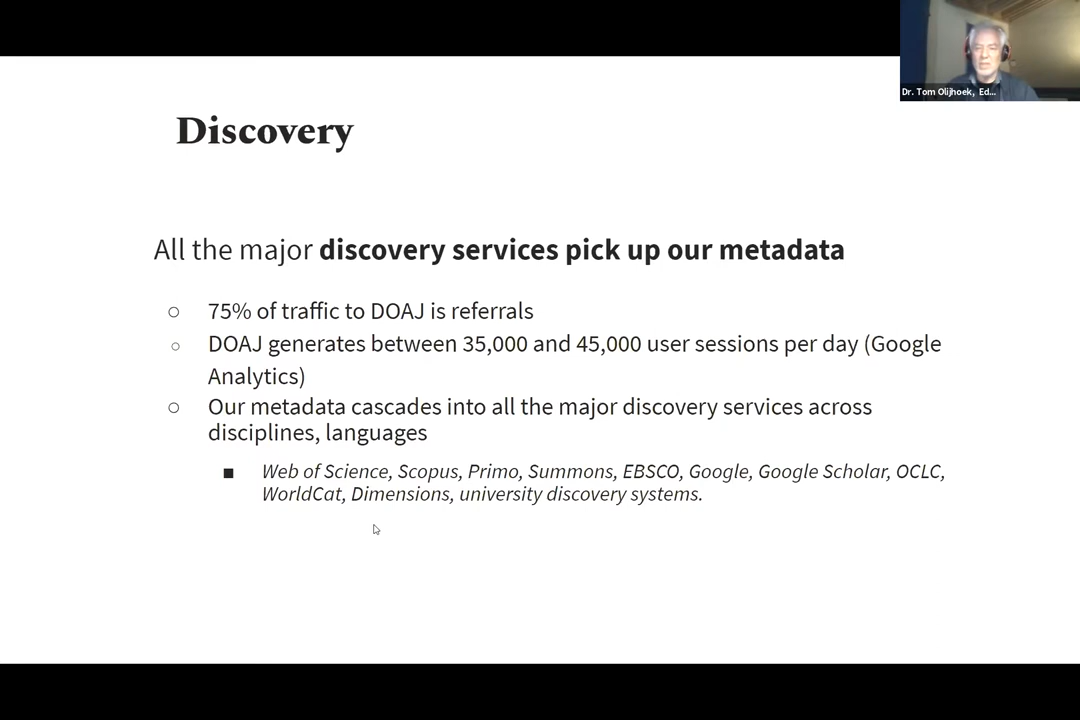 Dr. Tom Olijhoek, Ed...
Discovery
All the major discovery services pick up our metadata
○ 75% of traffic to DOAJ is referrals
○ DOAJ generates between 35,000 and 45,000 user sessions per day (Google
Analytics)
○ Our metadata cascades into all the major discovery services across
disciplines, languages
■ Web of Science, Scopus, Primo, Summons, EBSCO, Google, Google Scholar, OCLC,
WorldCat, Dimensions, university discovery systems.